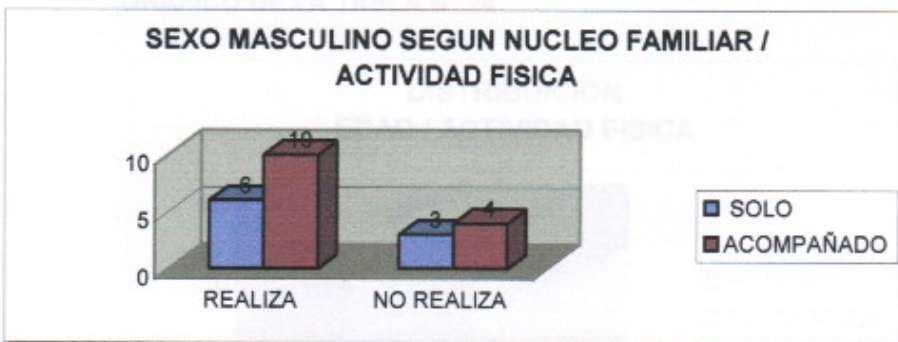 SEXO MASCULINO SEGUN NUCLEO FAMILIAR /
ACTIVIDAD FISICA
10
5
0
6
10
3
4
REALIZA
NO REALIZA
SOLO
ACOMPAÑADO